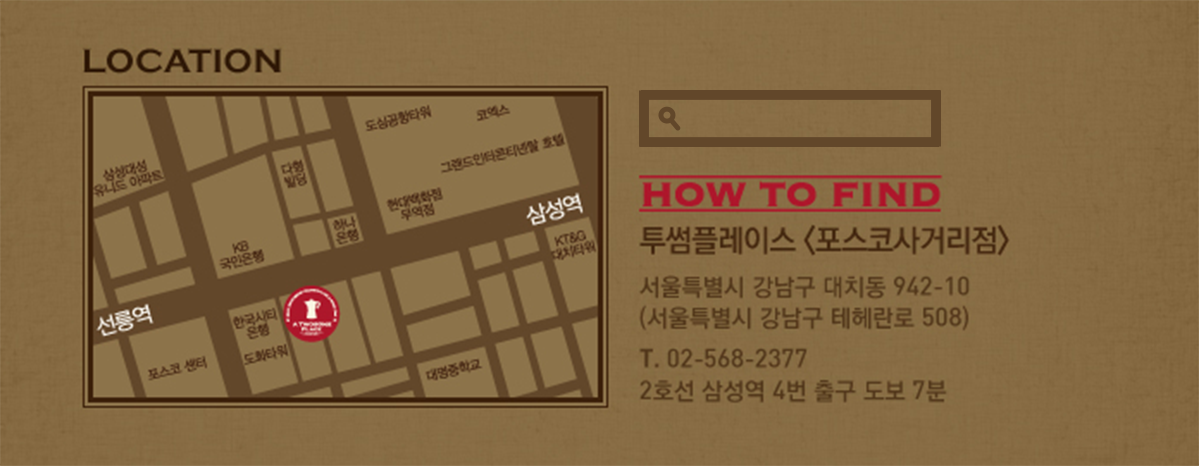 LOCATION
도심공항타워
코엑스
삼성대성
유니드 아파트
다형
빌딩
그랜드인터콘티넨탈 호텔
현대백화점
무역점
삼성역
하나
은행
KB
국민은행
KT&G
대치타워
선릉역
한국시티
은행
A TWOSOME
PLACE
도화타워
포스코 센터
대명중학교
HOW TO FIND
투썸플레이스 <포스코사거리점>
서울특별시 강남구 대치동 942-10
(서울특별시 강남구 테헤란로 508)
T. 02-568-2377
2호선 삼성역 4번 출구 도보 7분